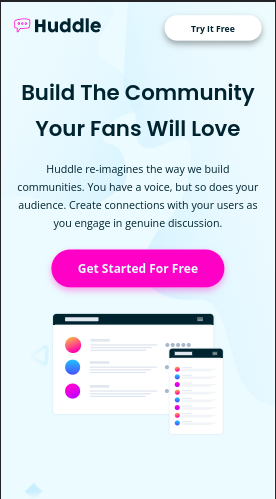 Huddle
Try It Free
Build The Community
Your Fans Will Love
Huddle re-imagines the way we build
communities. You have a voice, but so does your
audience. Create connections with your users as
you engage in genuine discussion.
Get Started For Free